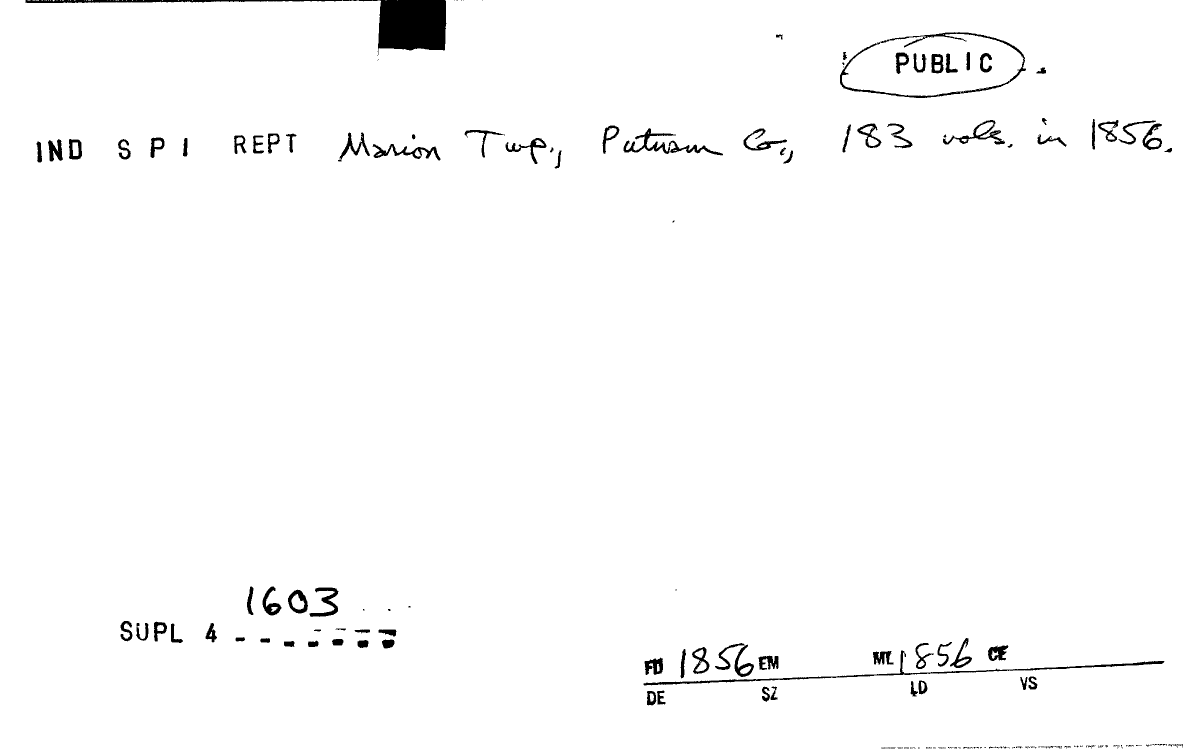 PUBLIC
IND S P I REPT Marion Twp., Putnam Co., 183 vols. in 1856.
1603
SUPL 4
FD 1856 EM ML 1856 CE
DE SZ LD VS